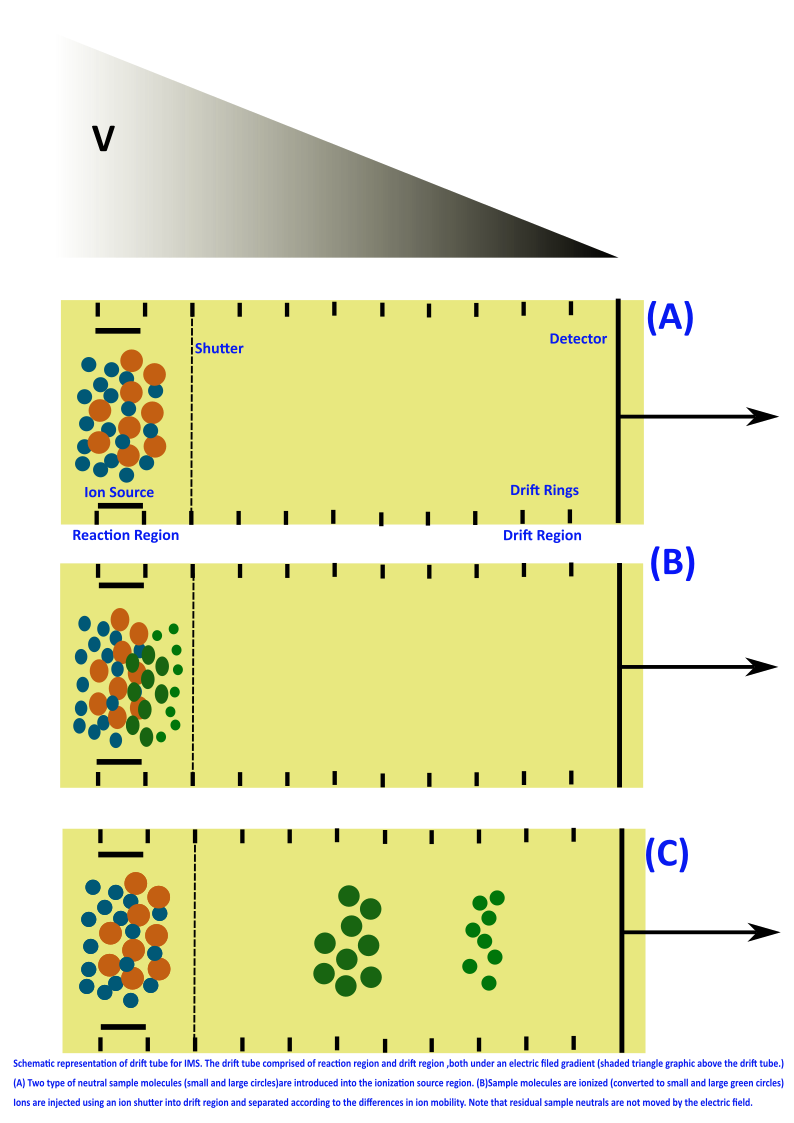 V
(A)
Shutter
Detector
Ion Source
Drift Rings
Reaction Region
Drift Region
(B)
(C)
Schematic representation of drift tube for IMS. The drift tube comprised of reaction region and drift region ,both under an electric filed gradient (shaded triangle graphic above the drift tube.)
(A) Two type of neutral sample molecules (small and large circles)are introduced into the ionization source region. (B)Sample molecules are ionized (converted to small and large green circles)
Ions are injected using an ion shutter into drift region and separated according to the differences in ion mobility. Note that residual sample neutrals are not moved by the electric field.